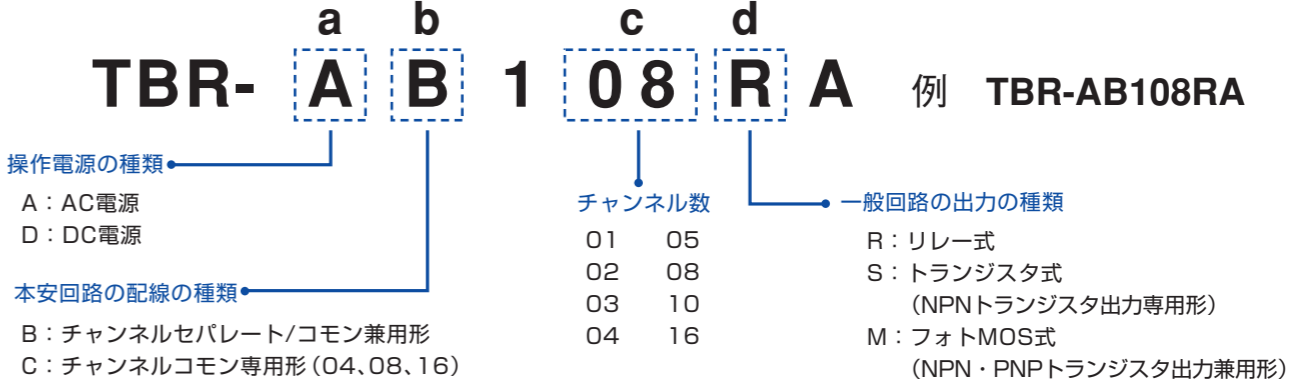 a b c d
TBR- A B 1 08 R A 例 TBR-AB108RA
操作電源の種類
A：AC電源
D：DC電源
本安回路の配線の種類
B：チャンネルセパレート/コモン兼用形
C：チャンネルコモン専用形（04、08、16）
チャンネル数
01 05
02 08
03 10
04 16
一般回路の出力の種類
R：リレー式
S：トランジスタ式
（NPNトランジスタ出力専用形）
M：フォトMOS式
（NPN・PNPトランジスタ出力兼用形）